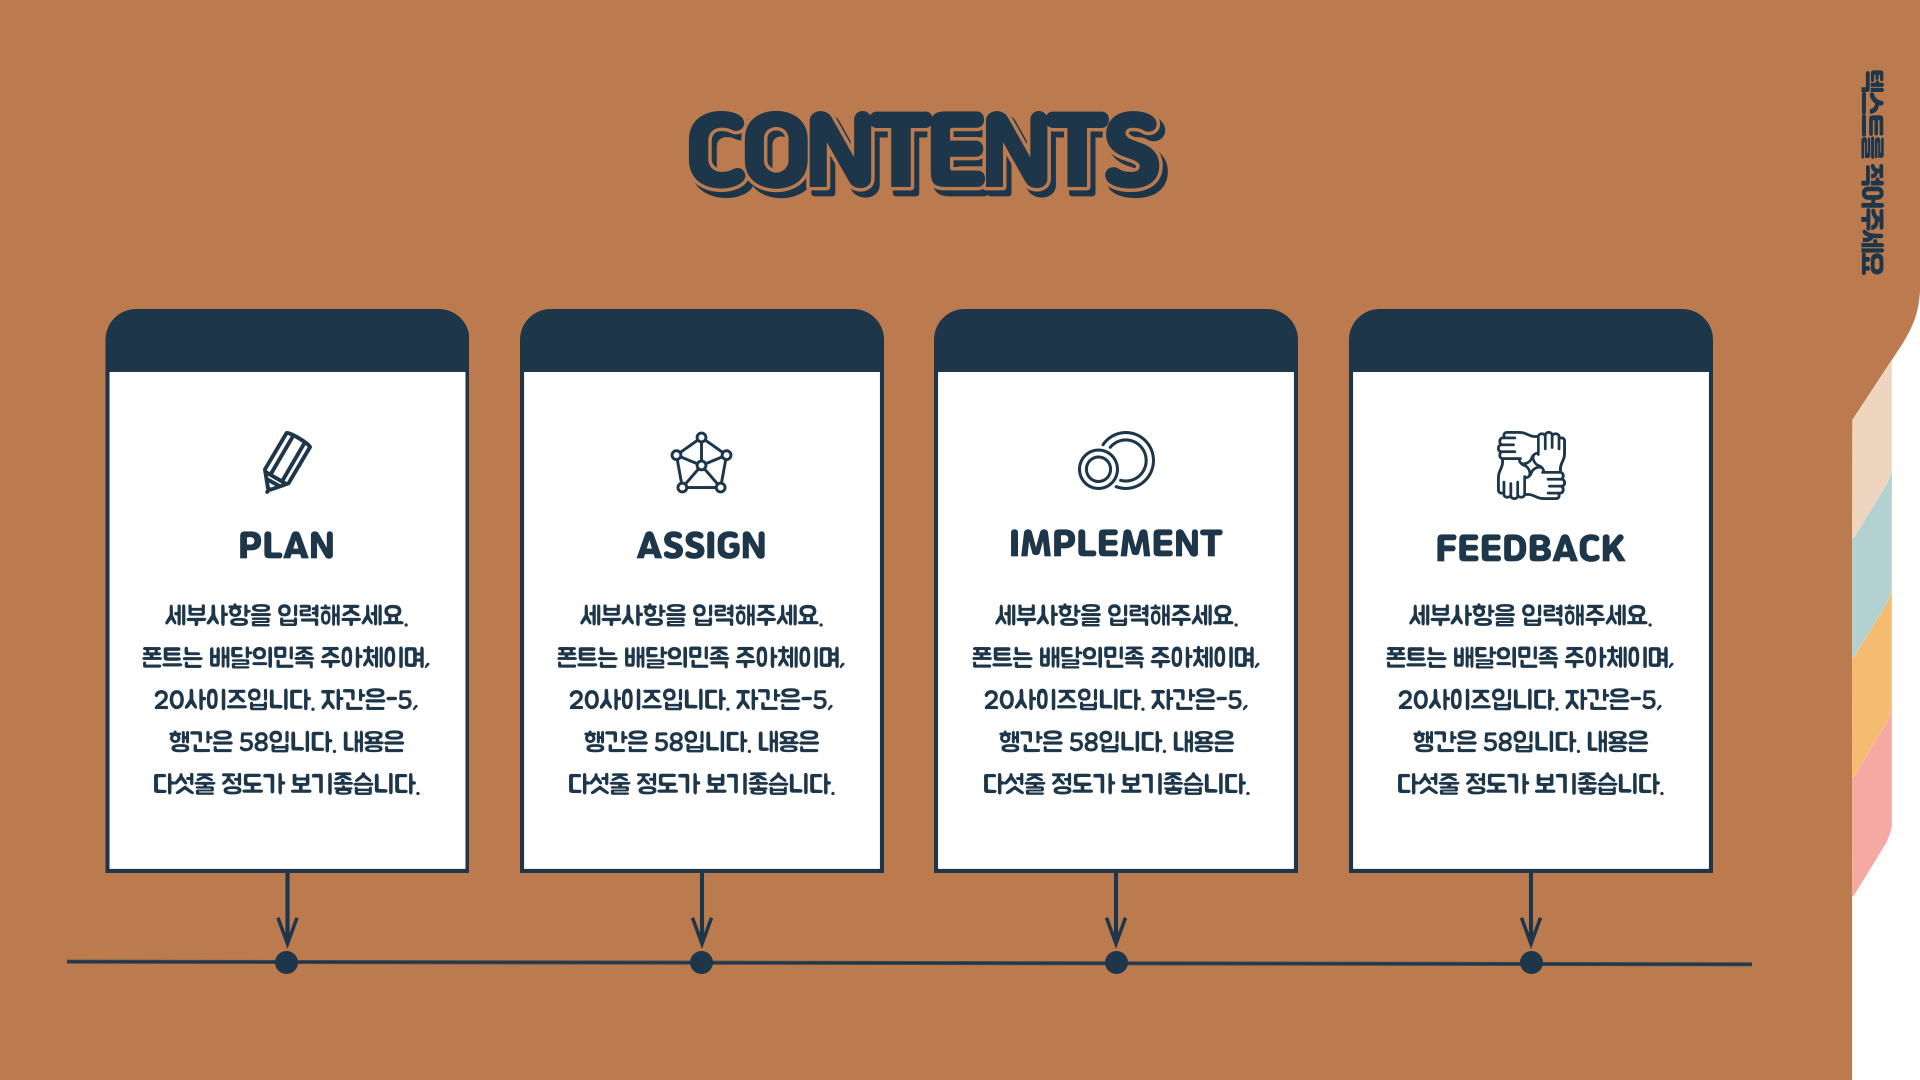 CONTENTS
텍스트를 적어주세요
PLAN
세부사항을 입력해주세요.
폰트는 배달의민족 주아체이며,
20사이즈입니다. 자간은-5,
행간은 58입니다. 내용은
다섯줄 정도가 보기좋습니다.
ASSIGN
세부사항을 입력해주세요.
폰트는 배달의민족 주아체이며,
20사이즈입니다. 자간은-5,
행간은 58입니다. 내용은
다섯줄 정도가 보기좋습니다.
IMPLEMENT
세부사항을 입력해주세요.
폰트는 배달의민족 주아체이며,
20사이즈입니다. 자간은-5,
행간은 58입니다. 내용은
다섯줄 정도가 보기좋습니다.
FEEDBACK
세부사항을 입력해주세요.
폰트는 배달의민족 주아체이며,
20사이즈입니다. 자간은-5,
행간은 58입니다. 내용은
다섯줄 정도가 보기좋습니다.